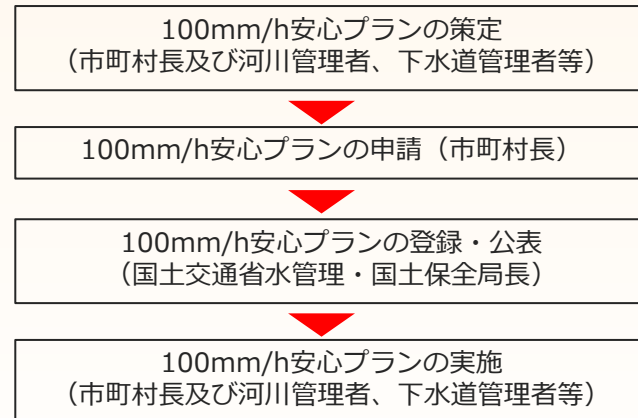 100mm/h安心プランの策定
（市町村長及び河川管理者、下水道管理者等）
100mm/h安心プランの申請（市町村長）
100mm/h安心プランの登録・公表
（国土交通省水管理・国土保全局長）
100mm/h安心プランの実施
（市町村長及び河川管理者、下水道管理者等）